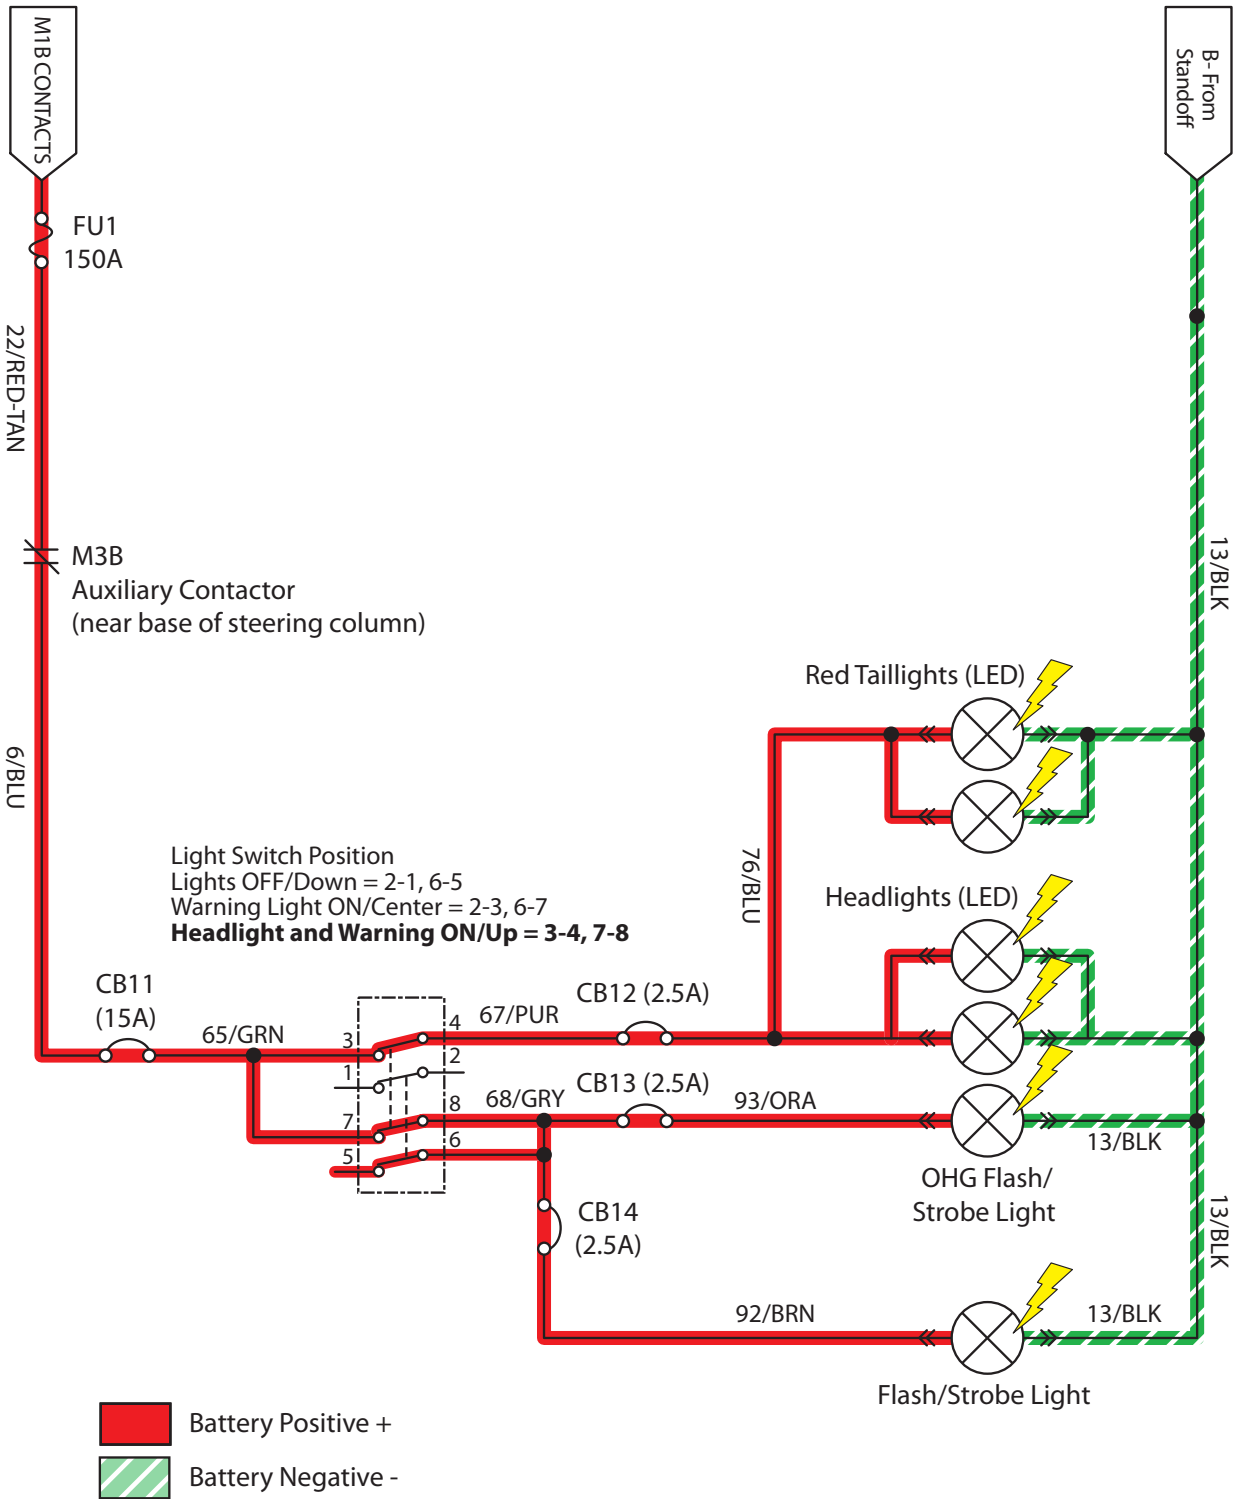 M1B CONTACTS
B- From
Standoff
FU1
150A
22/RED-TAN
M3B
Auxiliary Contactor
(near base of steering column)
13/BLK
6/BLU
Red Taillights (LED)
76/BLU
Light Switch Position
Lights OFF/Down = 2-1, 6-5
Warning Light ON/Center = 2-3, 6-7
Headlight and Warning ON/Up = 3-4, 7-8
Headlights (LED)
CB11
(15A)
65/GRN
3
4
67/PUR
CB12 (2.5A)
1
2
7
8
68/GRY
CB13 (2.5A)
93/ORA
5
6
13/BLK
OHG Flash/
Strobe Light
CB14
(2.5A)
13/BLK
92/BRN
13/BLK
Flash/Strobe Light
Battery Positive +
Battery Negative -